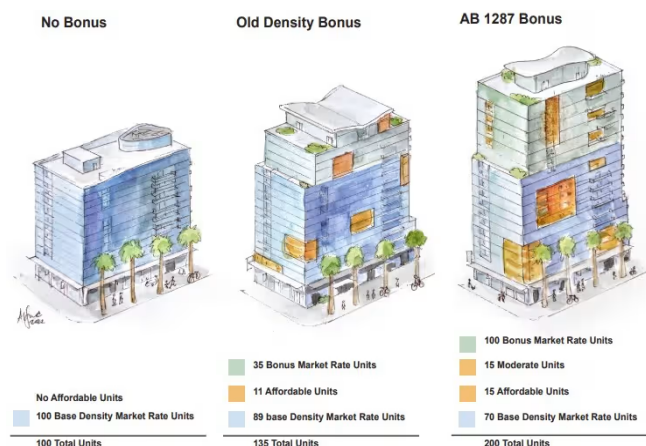 No Bonus
Old Density Bonus
AB 1287 Bonus
No Affordable Units
100 Base Density Market Rate Units
100 Total Units
35 Bonus Market Rate Units
11 Affordable Units
89 base Density Market Rate Units
135 Total Units
100 Bonus Market Rate Units
15 Moderate Units
15 Affordable Units
70 Base Density Market Rate Units
200 Total Units